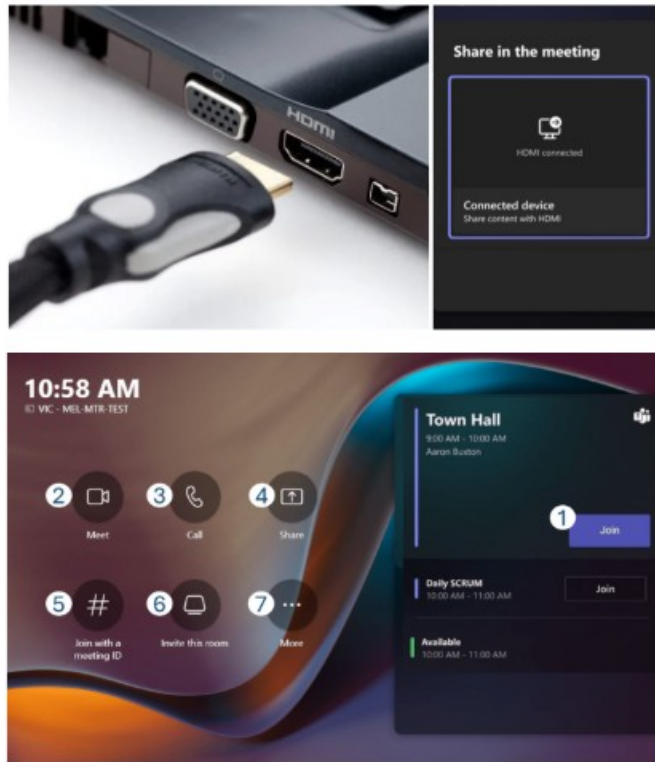 HDMI
Share in the meeting
HDMI connected
Connected device
Share content with HDMI
10:58 AM
VIC - MEL-MTR-TEST
Town Hall
9:00 AM - 10:00 AM
Aaron Buxton
1
Join
2
Meet
3
Call
4
Share
Daily SCRUM
10:00 AM - 11:00 AM
Join
5
#
Join with a
meeting ID
6
Invite this room
7
More
Available
10:00 AM - 11:00 AM